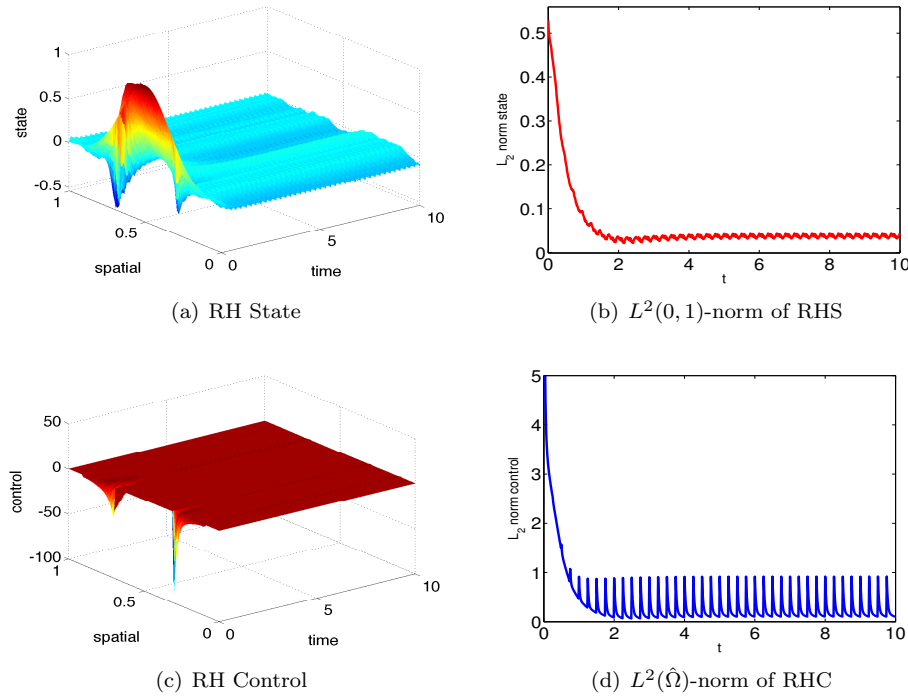 1
0.5
0
-0.5
state
1
0.5
0
spatial
0
5
10
time
(a) RH State
0.5
0.4
0.3
0.2
0.1
0
L2 norm state
0 2 4 6 8 10
t
(b) L²(0, 1)-norm of RHS
50
0
-50
-100
control
1
0.5
0
spatial
0
5
10
time
(c) RH Control
5
4
3
2
1
0
L2 norm control
0 2 4 6 8 10
t
(d) L²(Ω̂)-norm of RHC